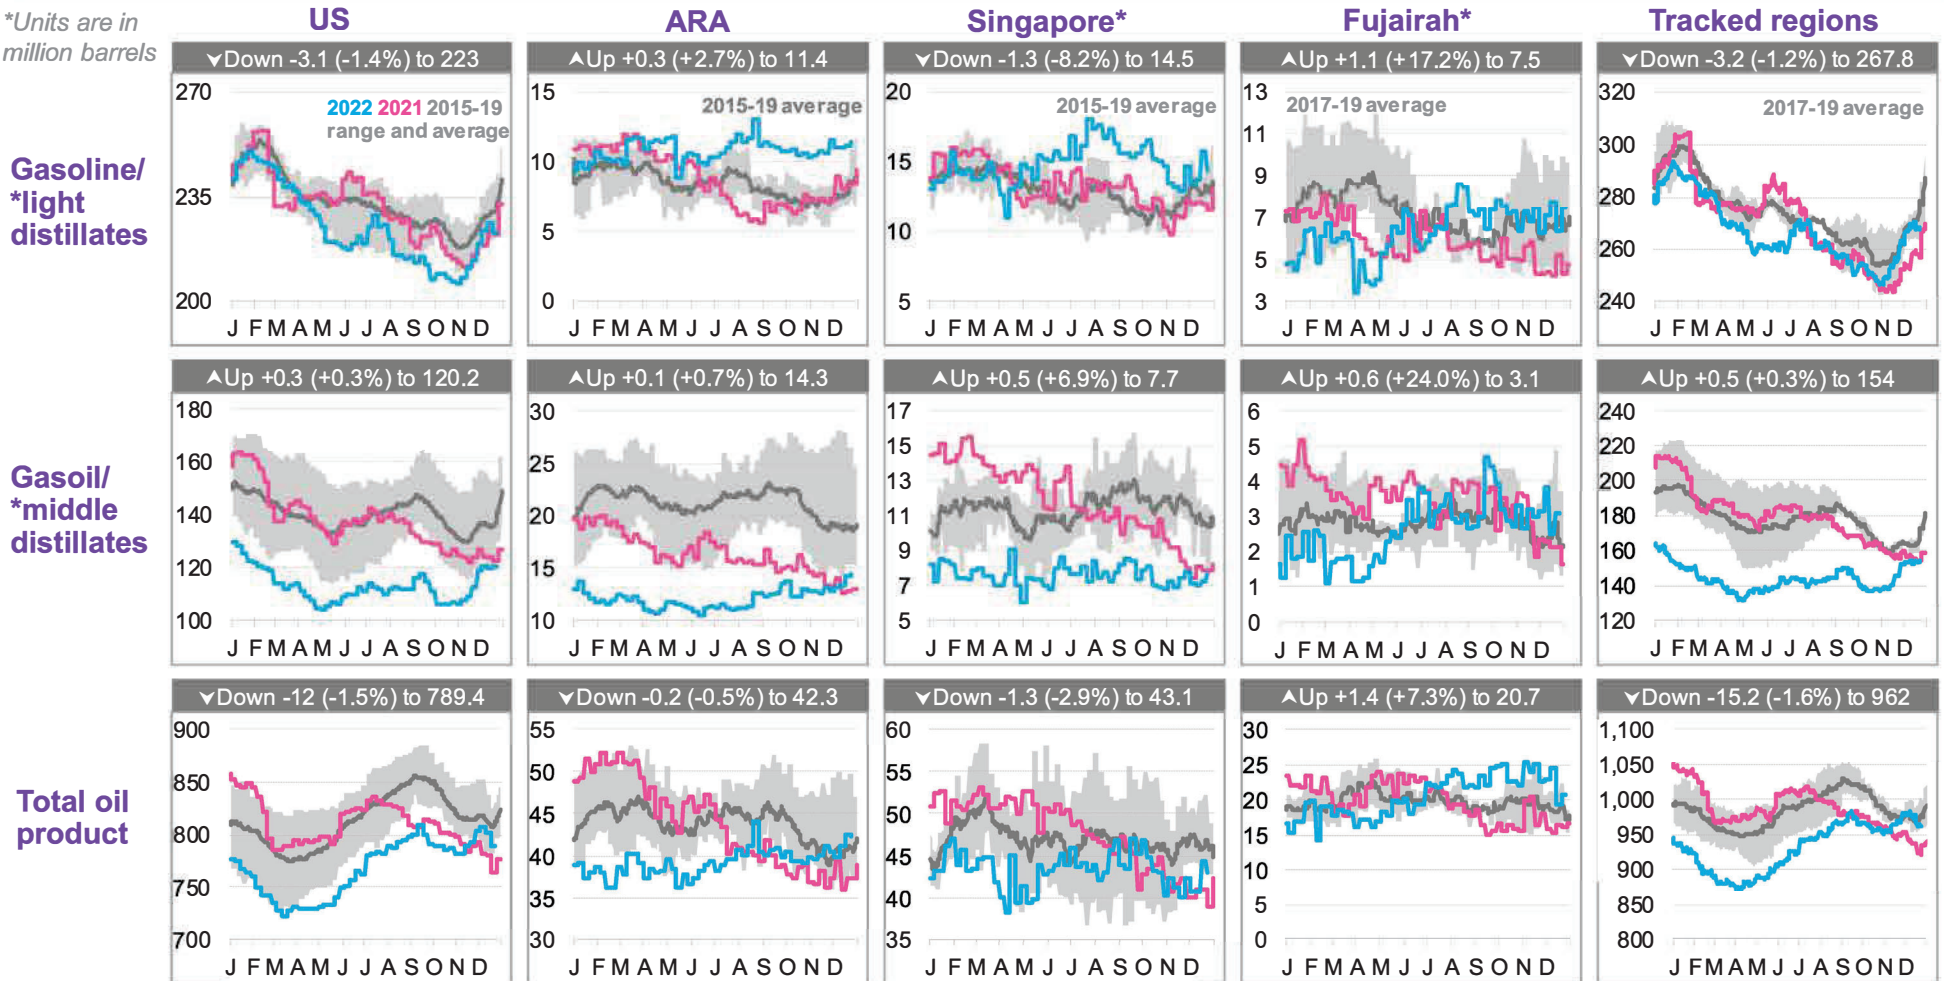 *Units are in
million barrels
US
ARA
Singapore*
Fujairah*
Tracked regions
Gasoline/
*light
distillates
Down -3.1 (-1.4%) to 223
270
235
200
2022 2021 2015-19
range and average
J F M A M J J A S O N D
Up +0.3 (+2.7%) to 11.4
15
10
5
0
2015-19 average
J F M A M J J A S O N D
Down -1.3 (-8.2%) to 14.5
20
15
10
5
2015-19 average
J F M A M J J A S O N D
Up +1.1 (+17.2%) to 7.5
13
11
9
7
5
3
2017-19 average
J F M A M J J A S O N D
Down -3.2 (-1.2%) to 267.8
320
300
280
260
240
2017-19 average
J F M A M J J A S O N D
Gasoil/
*middle
distillates
Up +0.3 (+0.3%) to 120.2
180
160
140
120
100
J F M A M J J A S O N D
Up +0.1 (+0.7%) to 14.3
30
25
20
15
10
J F M A M J J A S O N D
Up +0.5 (+6.9%) to 7.7
17
15
13
11
9
7
5
J F M A M J J A S O N D
Up +0.6 (+24.0%) to 3.1
6
5
4
3
2
1
0
J F M A M J J A S O N D
Up +0.5 (+0.3%) to 154
240
220
200
180
160
140
120
J F M A M J J A S O N D
Total oil
product
Down -12 (-1.5%) to 789.4
900
850
800
750
700
J F M A M J J A S O N D
Down -0.2 (-0.5%) to 42.3
55
50
45
40
35
30
J F M A M J J A S O N D
Down -1.3 (-2.9%) to 43.1
60
55
50
45
40
35
J F M A M J J A S O N D
Up +1.4 (+7.3%) to 20.7
30
25
20
15
10
5
0
J F M A M J J A S O N D
Down -15.2 (-1.6%) to 962
1,100
1,050
1,000
950
900
850
800
J F M A M J J A S O N D